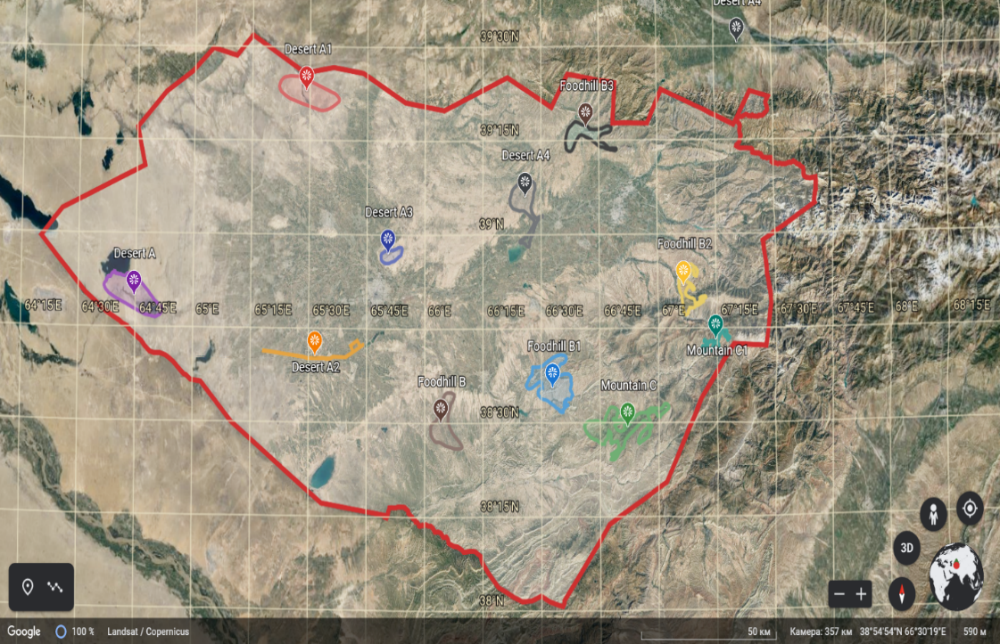 Desert A4
39°30'N
Desert A1
Foodhill B3
39°15'N
Desert A4
Desert A3
39°N
Foodhill B2
Desert A
64°15'E 64°30'E 64°45'E 65°E 65°15'E 65°30'E 65°45'E 66°E 66°15'E 66°30'E 66°45'E 67°E 67°15'E 67°30'E 67°45'E 68°E 68°15'E
Foodhill B1
Mountain C1
Desert A2
Foodhill B
Mountain C
38°30'N
38°15'N
3D
38°N
Google 100 % Landsat / Copernicus 50 км Камера: 357 км 38°54'54"N 66°30'19"E 590 м